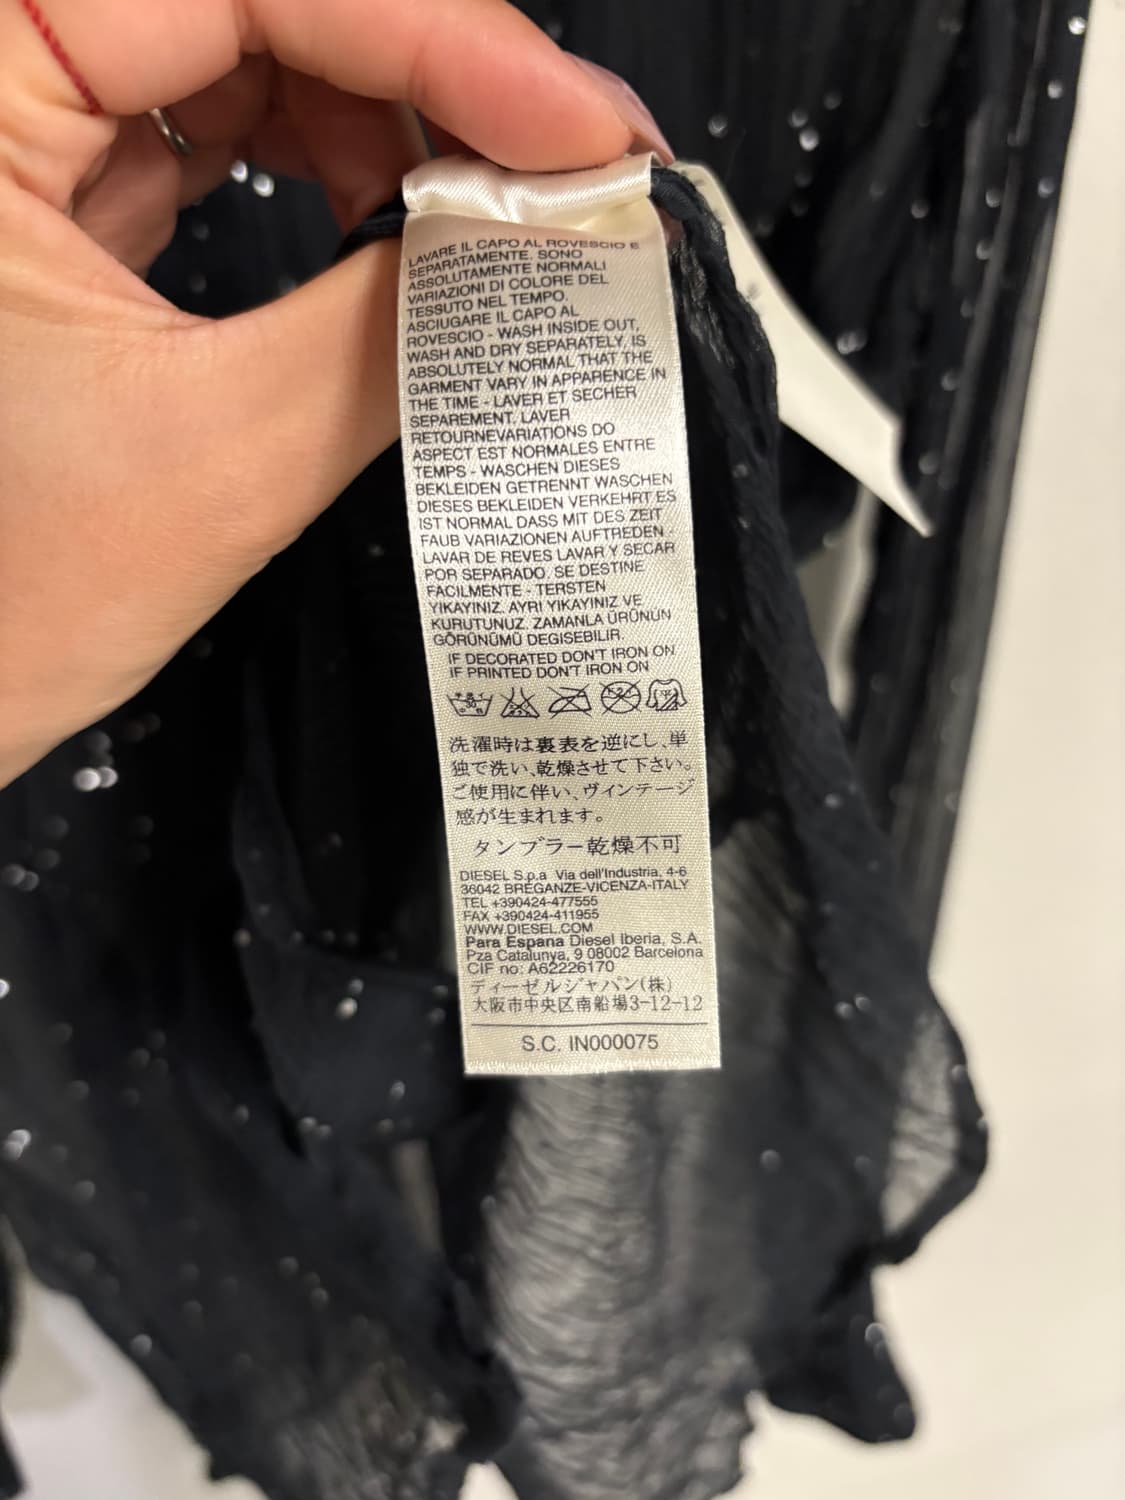 LAVARE IL CAPO AL ROVESCIO E
SEPARATAMENTE. SONO
ASSOLUTAMENTE NORMALI
VARIAZIONI DI COLORE DEL
TESSUTO NEL TEMPO.
ASCIUGARE IL CAPO AL
ROVESCIO - WASH INSIDE OUT,
WASH AND DRY SEPARATELY, IS
ABSOLUTELY NORMAL THAT THE
GARMENT VARY IN APPARENCE IN
THE TIME - LAVER ET SECHER
SEPAREMENT, LAVER
RETOURNEVARIATIONS DO
ASPECT EST NORMALES ENTRE
TEMPS - WASCHEN DIESES
BEKLEIDEN GETRENNT WASCHEN
DIESES BEKLEIDEN VERKEHRT ES
IST NORMAL DASS MIT DES ZEIT
FAUB VARIAZIONEN AUFTREDEN
LAVAR DE REVES LAVAR Y SECAR
POR SEPARADO. SE DESTINE
FACILMENTE - TERSTEN
YIKAYINIZ. AYRI YIKAYINIZ VE
KURUTUNUZ. ZAMANLA ÜRÜNÜN
GÖRÜNÜMÜ DEGISEBILIR.
IF DECORATED DON'T IRON ON
IF PRINTED DON'T IRON ON
洗濯時は裏表を逆にし、単
独で洗い、乾燥させて下さい。
ご使用に伴い、ヴィンテージ
感が生まれます。
タンブラー乾燥不可
DIESEL S.p.a Via dell'Industria, 4-6
36042 BREGANZE-VICENZA-ITALY
TEL +390424-477555
FAX +390424-411955
WWW.DIESEL.COM
Para Espana Diesel Iberia, S.A.
Pza Catalunya, 9 08002 Barcelona
CIF no: A62226170
ディーゼルジャパン(株)
大阪市中央区南船場3-12-12
S.C. IN000075